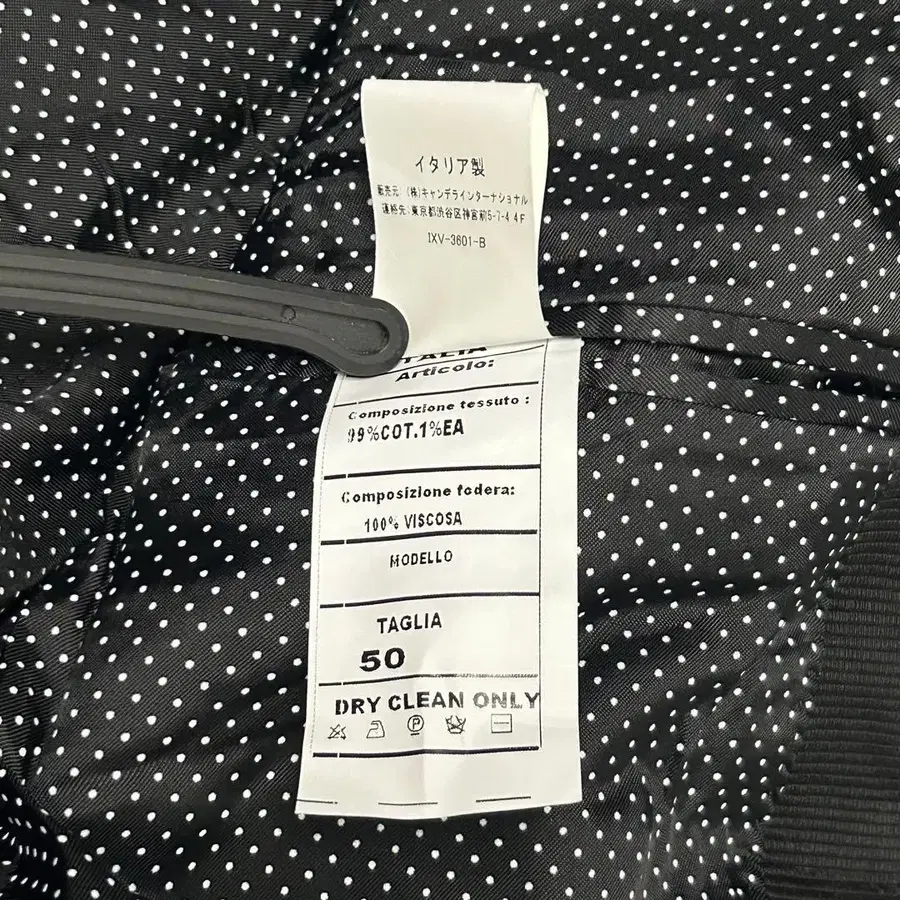 イタリア製
販売元:(株)キャンデラインターナショナル
連絡先:東京都渋谷区神宮前5-7-4 4F
IXV-3601-B
Articolo:
Composizione tessuto :
99%COT.1%EA
Composizione fodera:
100% VISCOSA
MODELLO
TAGLIA
50
DRY CLEAN ONLY
P